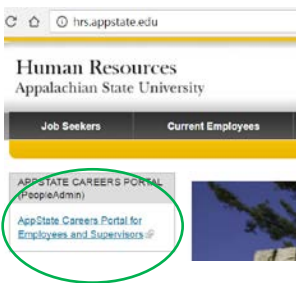 hrs.appstate.edu
Human Resources
Appalachian State University
Job Seekers Current Employees
APPSTATE CAREERS PORTAL
(PeopleAdmin)
AppState Careers Portal for
Employees and Supervisors